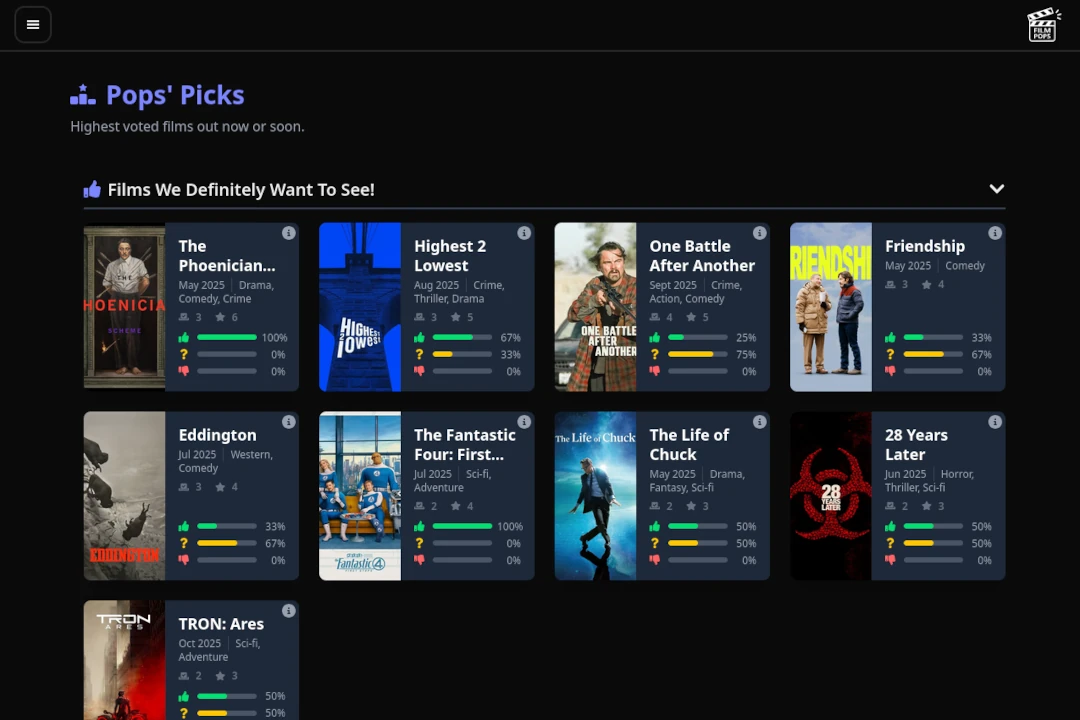 FILM
POPS
Pops' Picks
Highest voted films out now or soon.
Films We Definitely Want To See!
THE
HOENICIA
SCHEME
The
Phoenician...
May 2025 | Drama,
Comedy, Crime
3 6
100%
0%
0%
HIGHEST
2 lowest
Highest 2
Lowest
Aug 2025 | Crime,
Thriller, Drama
3 5
67%
33%
0%
ONE BATTLE
AFTER
ANOTHER
One Battle
After Another
Sept 2025 | Crime,
Action, Comedy
4 5
25%
75%
0%
RIENDSHI
Friendship
May 2025 | Comedy
3 4
33%
67%
0%
EDDINGTON
Eddington
Jul 2025 | Western,
Comedy
3 4
33%
67%
0%
Fantastic 4
The Fantastic
Four: First...
Jul 2025 | Sci-fi,
Adventure
2 4
100%
0%
0%
The Life of Chuck
The Life of
Chuck
May 2025 | Drama,
Fantasy, Sci-fi
2 3
50%
50%
0%
28
YEARS
LATER
28 Years
Later
Jun 2025 | Horror,
Thriller, Sci-fi
2 3
50%
50%
0%
TRON
ARES
TRON: Ares
Oct 2025 | Sci-fi,
Adventure
2 3
50%
50%